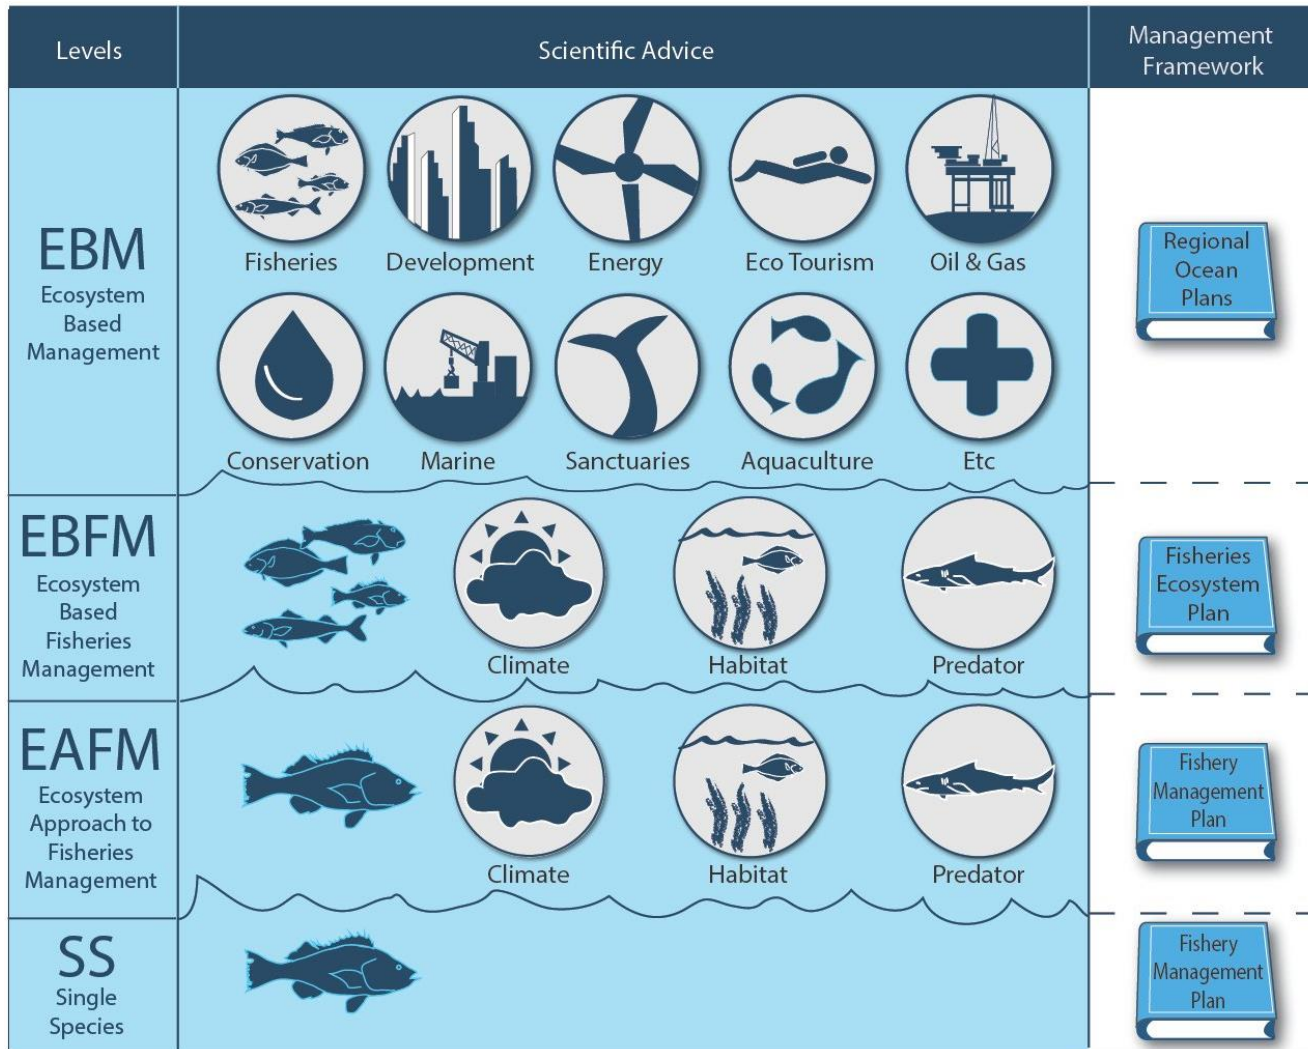 Levels
Scientific Advice
Management
Framework
EBM
Ecosystem
Based
Management
Fisheries
Development
Energy
Eco Tourism
Oil & Gas
Conservation
Marine
Sanctuaries
Aquaculture
Etc
Regional
Ocean
Plans
EBFM
Ecosystem
Based
Fisheries
Management
Climate
Habitat
Predator
Fisheries
Ecosystem
Plan
EAFM
Ecosystem
Approach to
Fisheries
Management
Climate
Habitat
Predator
Fishery
Management
Plan
SS
Single
Species
Fishery
Management
Plan